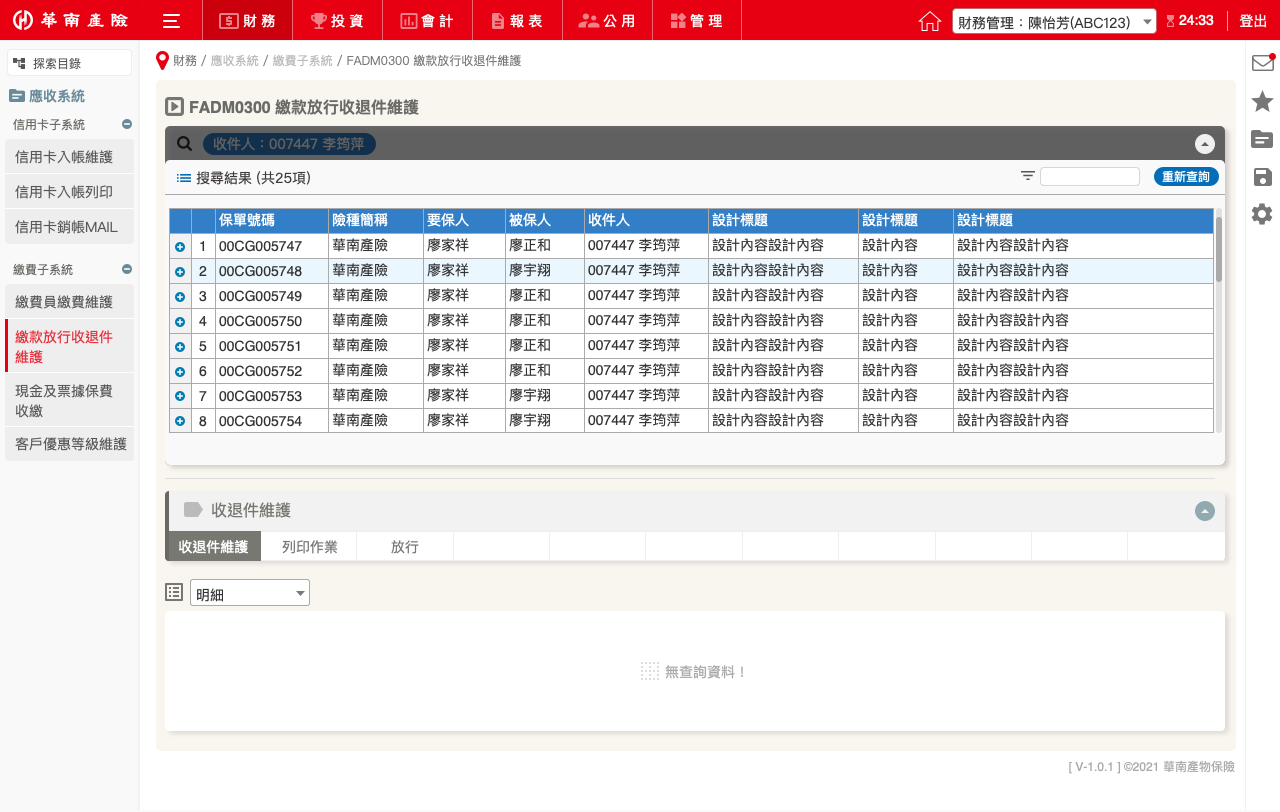 華南產險
財務
投資
會計
報表
公用
管理
財務管理：陳怡芳(ABC123)
24:33
登出
探索目錄
應收系統
信用卡子系統
信用卡入帳維護
信用卡入帳列印
信用卡銷帳MAIL
繳費子系統
繳費員繳費維護
繳款放行收退件
維護
現金及票據保費
收繳
客戶優惠等級維護
財務 / 應收系統 / 繳費子系統 / FADM0300 繳款放行收退件維護
FADM0300 繳款放行收退件維護
收件人：007447 李筠萍
搜尋結果 (共25項)
重新查詢
保單號碼 險種簡稱 要保人 被保人 收件人 設計標題 設計標題 設計標題
1 00CG005747 華南產險 廖家祥 廖正和 007447 李筠萍 設計內容設計內容 設計內容 設計內容設計內容
2 00CG005748 華南產險 廖家祥 廖宇翔 007447 李筠萍 設計內容設計內容 設計內容 設計內容設計內容
3 00CG005749 華南產險 廖家祥 廖正和 007447 李筠萍 設計內容設計內容 設計內容 設計內容設計內容
4 00CG005750 華南產險 廖家祥 廖正和 007447 李筠萍 設計內容設計內容 設計內容 設計內容設計內容
5 00CG005751 華南產險 廖家祥 廖正和 007447 李筠萍 設計內容設計內容 設計內容 設計內容設計內容
6 00CG005752 華南產險 廖家祥 廖正和 007447 李筠萍 設計內容設計內容 設計內容 設計內容設計內容
7 00CG005753 華南產險 廖家祥 廖宇翔 007447 李筠萍 設計內容設計內容 設計內容 設計內容設計內容
8 00CG005754 華南產險 廖家祥 廖宇翔 007447 李筠萍 設計內容設計內容 設計內容 設計內容設計內容
收退件維護
收退件維護 列印作業 放行
明細
無查詢資料！
[ V-1.0.1 ] ©2021 華南產物保險